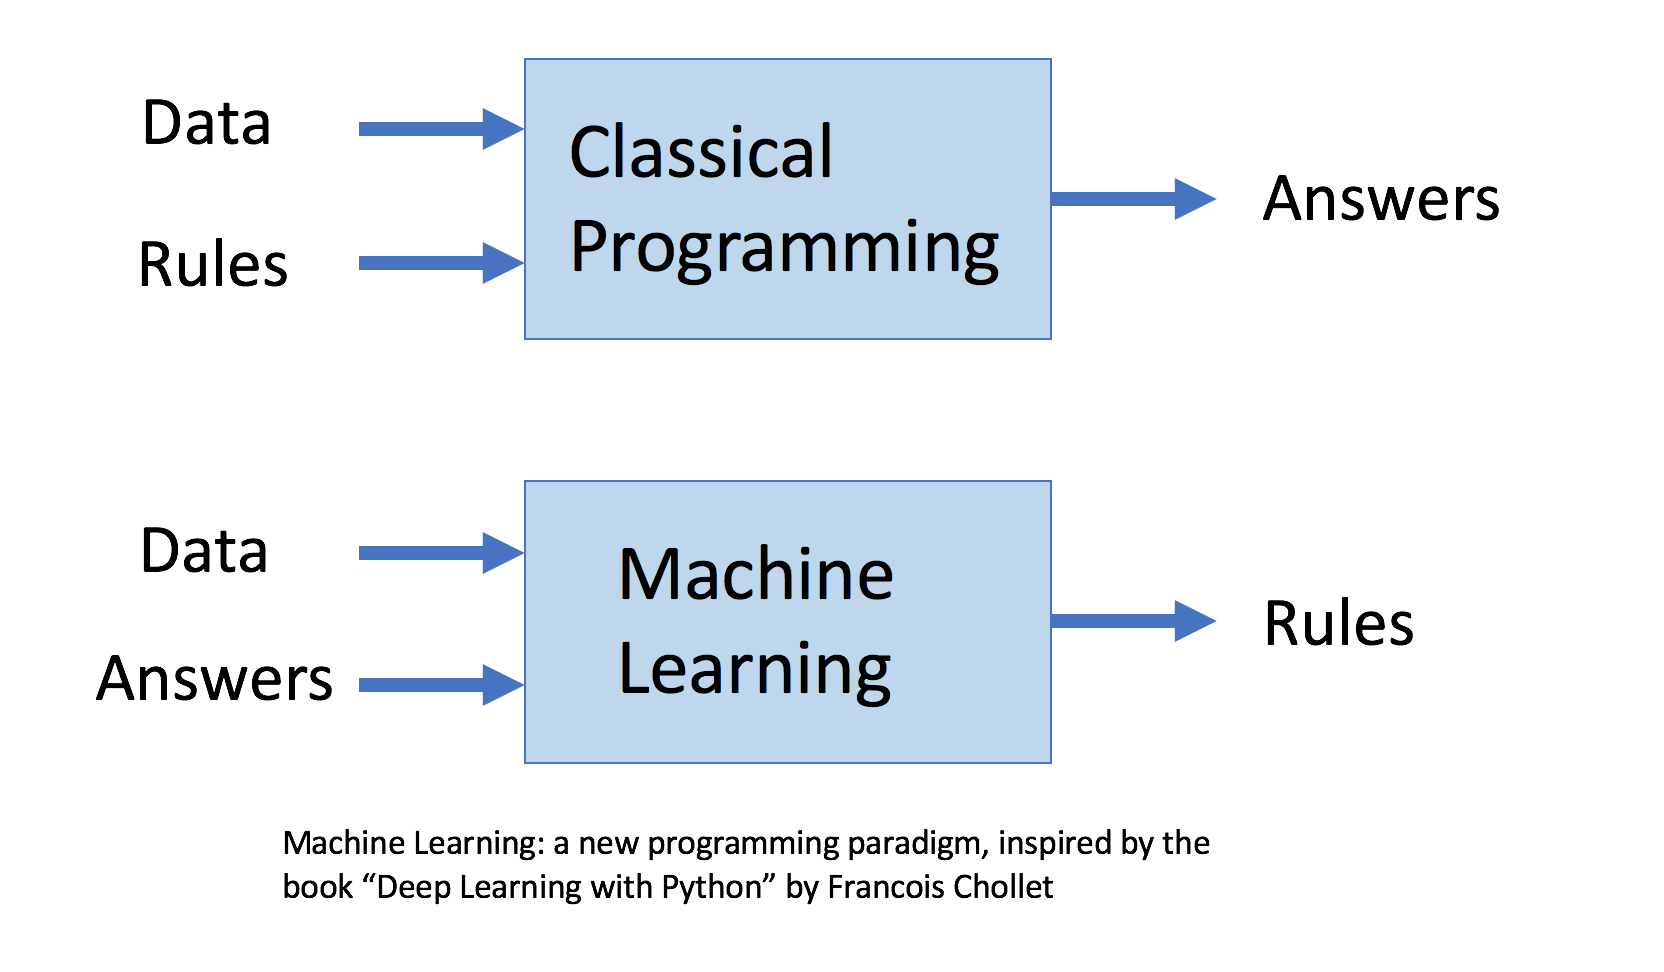 Data
Rules
Classical
Programming
Answers
Data
Answers
Machine
Learning
Rules
Machine Learning: a new programming paradigm, inspired by the
book “Deep Learning with Python” by Francois Chollet